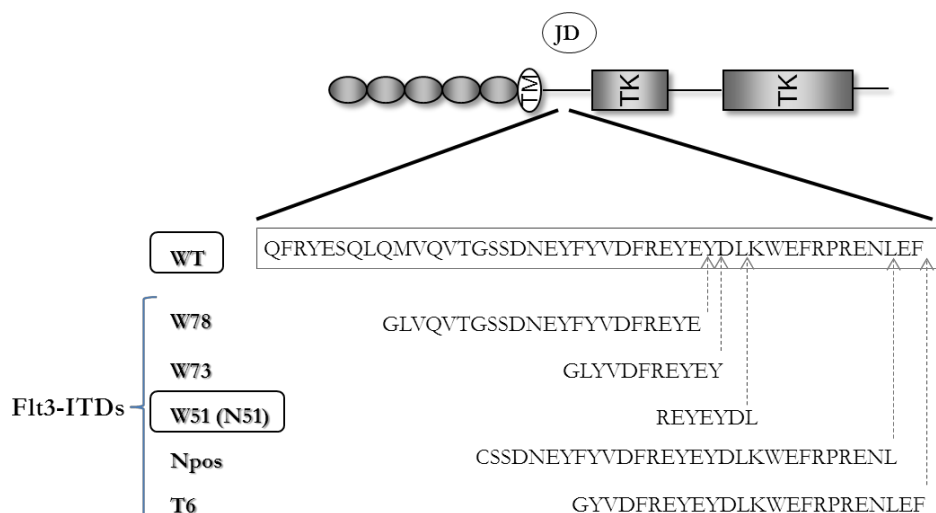 JD
TM TK TK
WT QFRYESQLQMVQVTGSSDNEYFYVDFREYEYDLKWEFRPRENLEF
W78 GLVQVTGSSDNEYFYVDFREYE
W73 GLYVDFREYEY
Flt3-ITDs W51 (N51) REYEYDL
Npos CSSDNEYFYVDFREYEYDLKWEFRPRENL
T6 GYVDFREYEYDLKWEFRPRENLEF